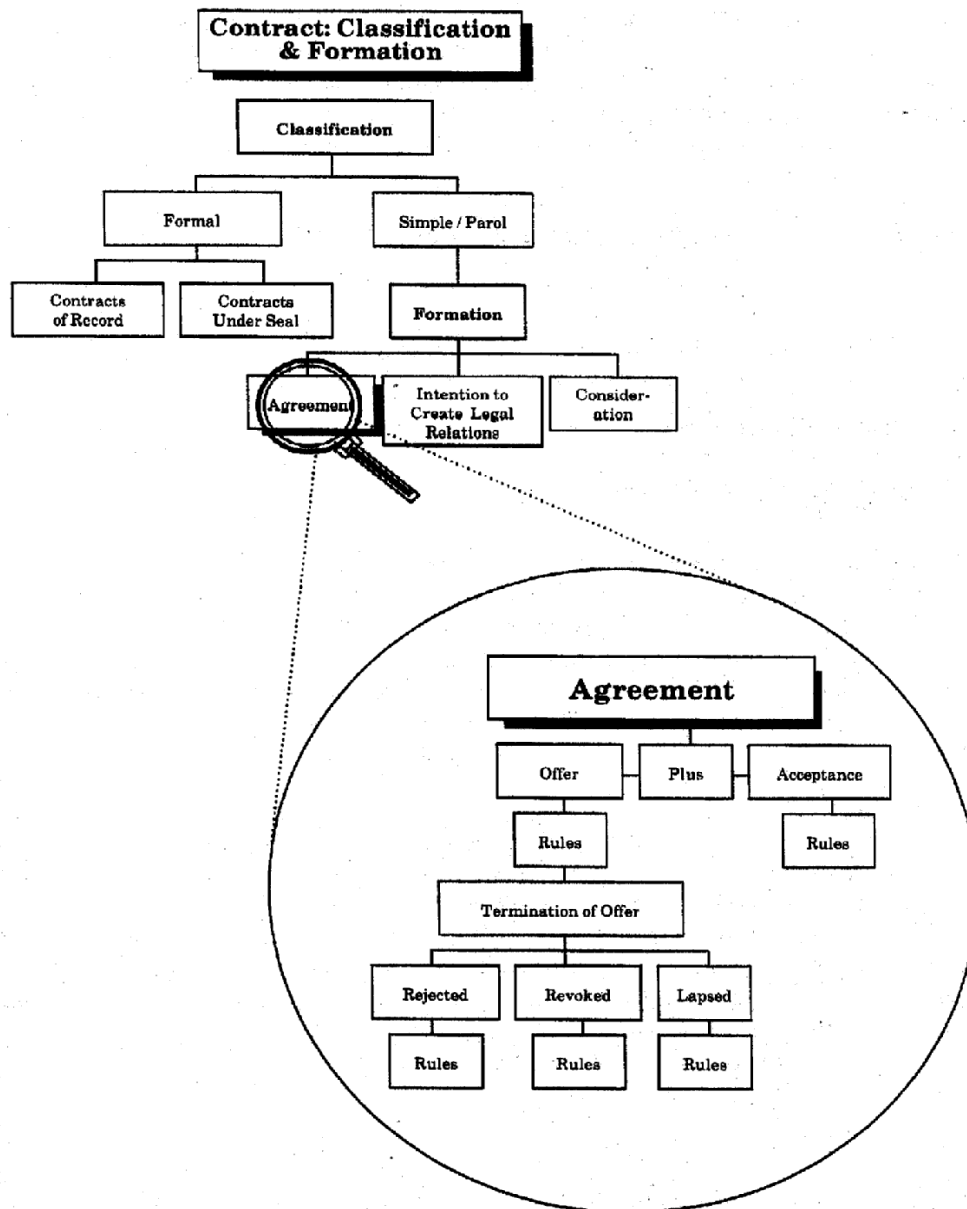 Contract: Classification
& Formation
Classification
Formal
Simple / Parol
Contracts
of Record
Contracts
Under Seal
Formation
Agreement
Intention to
Create Legal
Relations
Consider-
ation
Agreement
Offer
Plus
Acceptance
Rules
Rules
Termination of Offer
Rejected
Revoked
Lapsed
Rules
Rules
Rules